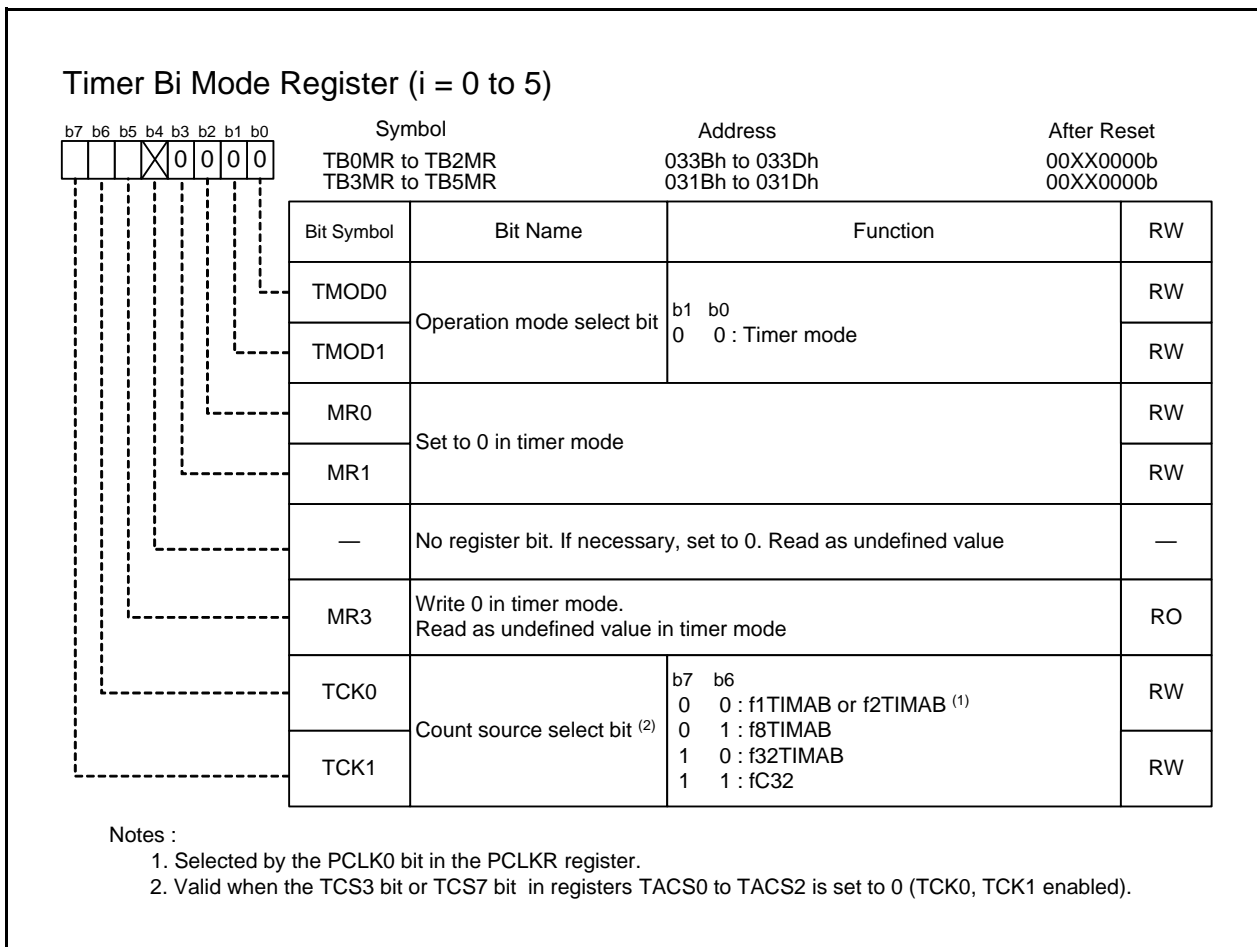 Timer Bi Mode Register (i = 0 to 5)
b7 b6 b5 b4 b3 b2 b1 b0
0 0 0 0
Symbol Address After Reset
TB0MR to TB2MR 033Bh to 033Dh 00XX0000b
TB3MR to TB5MR 031Bh to 031Dh 00XX0000b
Bit Symbol Bit Name Function RW
TMOD0 RW
Operation mode select bit
b1 b0
0 0 : Timer mode
TMOD1 RW
MR0 RW
Set to 0 in timer mode
MR1 RW
— No register bit. If necessary, set to 0. Read as undefined value —
MR3 RO
Write 0 in timer mode.
Read as undefined value in timer mode
TCK0 RW
Count source select bit (2)
b7 b6
0 0 : f1TIMAB or f2TIMAB (1)
0 1 : f8TIMAB
1 0 : f32TIMAB
1 1 : fC32
TCK1 RW
Notes :
1. Selected by the PCLK0 bit in the PCLKR register.
2. Valid when the TCS3 bit or TCS7 bit in registers TACS0 to TACS2 is set to 0 (TCK0, TCK1 enabled).